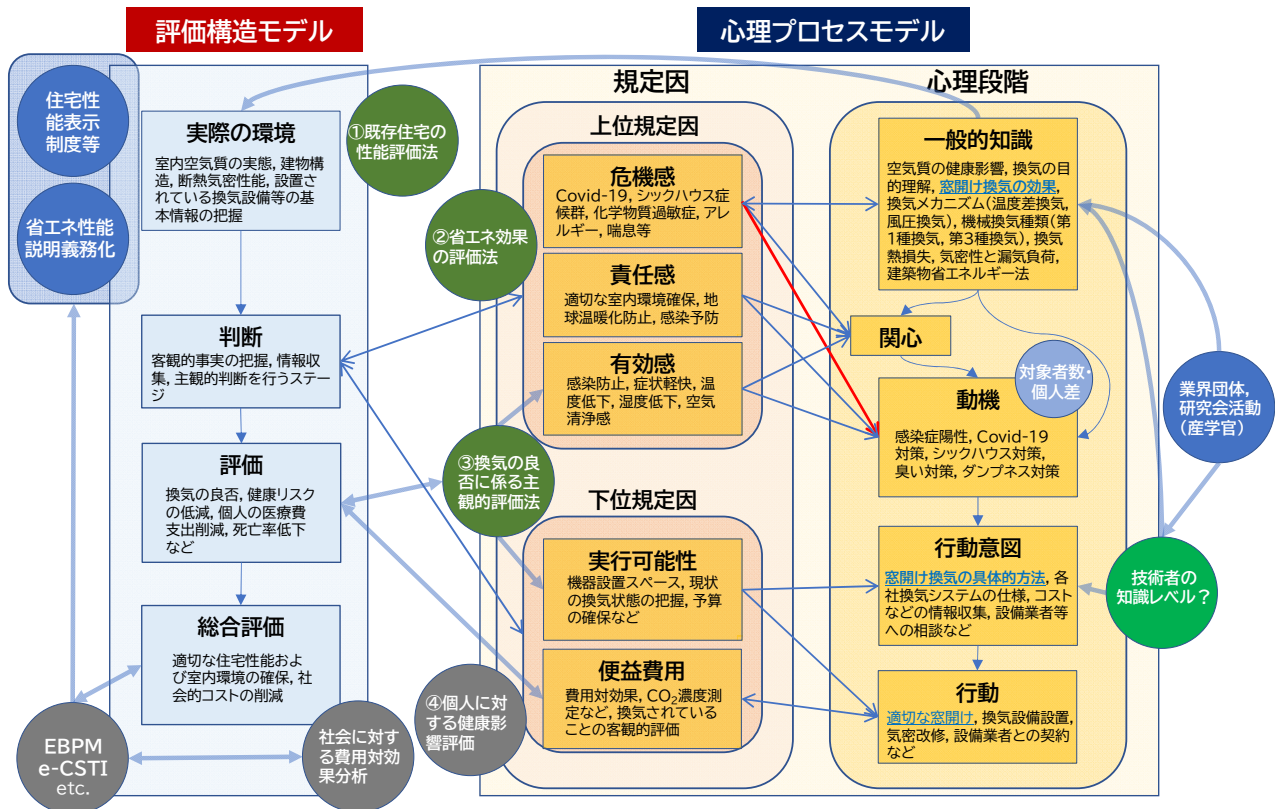 評価構造モデル
心理プロセスモデル
住宅性
能表示
制度等
省エネ性能
説明義務化
実際の環境
室内空気質の実態, 建物構
造, 断熱気密性能, 設置さ
れている換気設備等の基
本情報の把握
判断
客観的事実の把握, 情報収
集, 主観的判断を行うステー
ジ
評価
換気の良否, 健康リスク
の低減, 個人の医療費
支出削減, 死亡率低下
など
総合評価
適切な住宅性能およ
び室内環境の確保, 社
会的コストの削減
EBPM
e-CSTI
etc.
社会に対す
る費用対効
果分析
①既存住宅の
性能評価法
②省エネ効果
の評価法
③換気の良
否に係る主
観的評価法
④個人に対
する健康影
響評価
規定因
上位規定因
危機感
Covid-19, シックハウス症
候群, 化学物質過敏症, アレ
ルギー, 喘息等
責任感
適切な室内環境確保, 地
球温暖化防止, 感染予防
有効感
感染防止, 症状軽快, 温
度低下, 湿度低下, 空気
清浄感
下位規定因
実行可能性
機器設置スペース, 現状
の換気状態の把握, 予算
の確保など
便益費用
費用対効果, CO₂濃度測
定など, 換気されている
ことの客観的評価
心理段階
一般的知識
空気質の健康影響, 換気の目
的理解, 窓開け換気の効果,
換気メカニズム(温度差換気,
風圧換気), 機械換気種類(第
1種換気, 第3種換気), 換気
熱損失, 気密性と漏気負荷,
建築物省エネルギー法
関心
対象者数・
個人差
動機
感染症陽性, Covid-19
対策, シックハウス対策,
臭い対策, ダンプネス対策
行動意図
窓開け換気の具体的方法, 各
社換気システムの仕様, コスト
などの情報収集, 設備業者等
への相談など
行動
適切な窓開け, 換気設備設置,
気密改修, 設備業者との契約
など
業界団体,
研究会活動
(産学官)
技術者の
知識レベル？